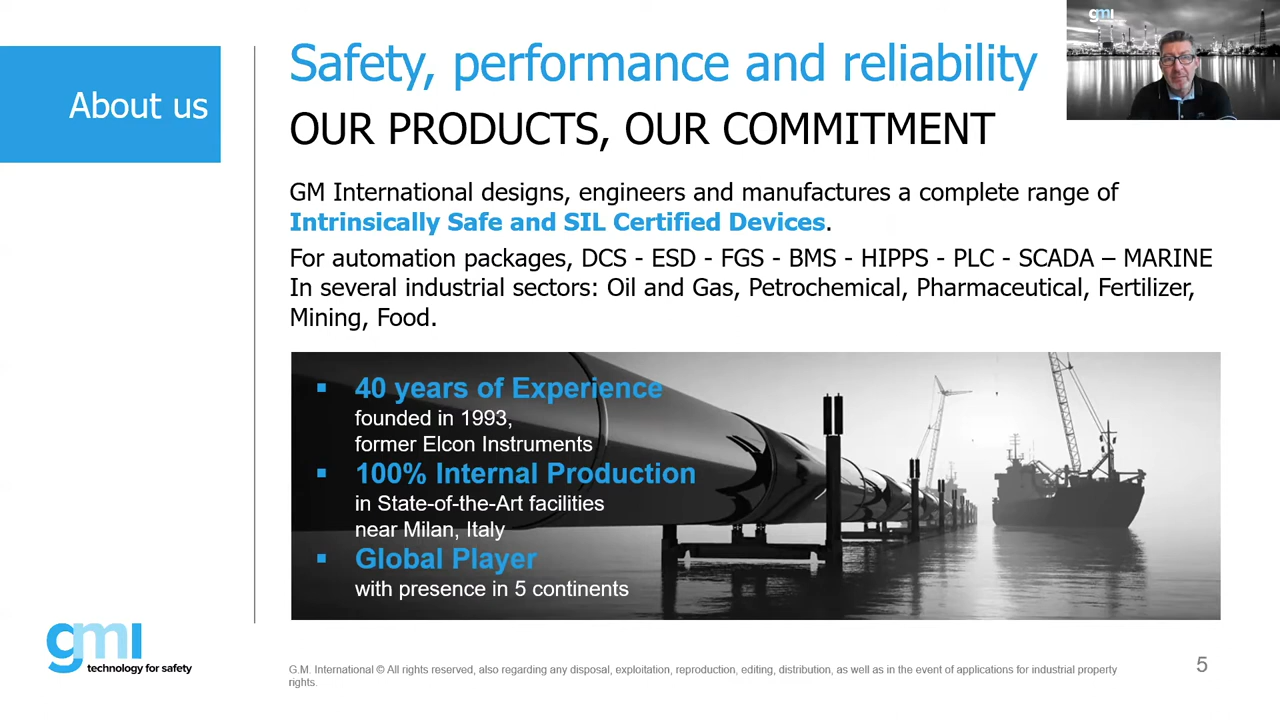 About us
Safety, performance and reliability
OUR PRODUCTS, OUR COMMITMENT
GM International designs, engineers and manufactures a complete range of
Intrinsically Safe and SIL Certified Devices.
For automation packages, DCS - ESD - FGS - BMS - HIPPS - PLC - SCADA – MARINE
In several industrial sectors: Oil and Gas, Petrochemical, Pharmaceutical, Fertilizer,
Mining, Food.
▪ 40 years of Experience
founded in 1993,
former Elcon Instruments
▪ 100% Internal Production
in State-of-the-Art facilities
near Milan, Italy
▪ Global Player
with presence in 5 continents
gmi
technology for safety
G.M. International © All rights reserved, also regarding any disposal, exploitation, reproduction, editing, distribution, as well as in the event of applications for industrial property
rights.
5
gmi